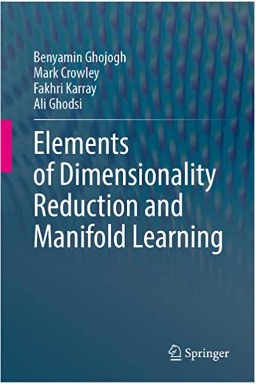 Benyamin Ghojogh
Mark Crowley
Fakhri Karray
Ali Ghodsi
Elements
of Dimensionality
Reduction and
Manifold Learning
Springer